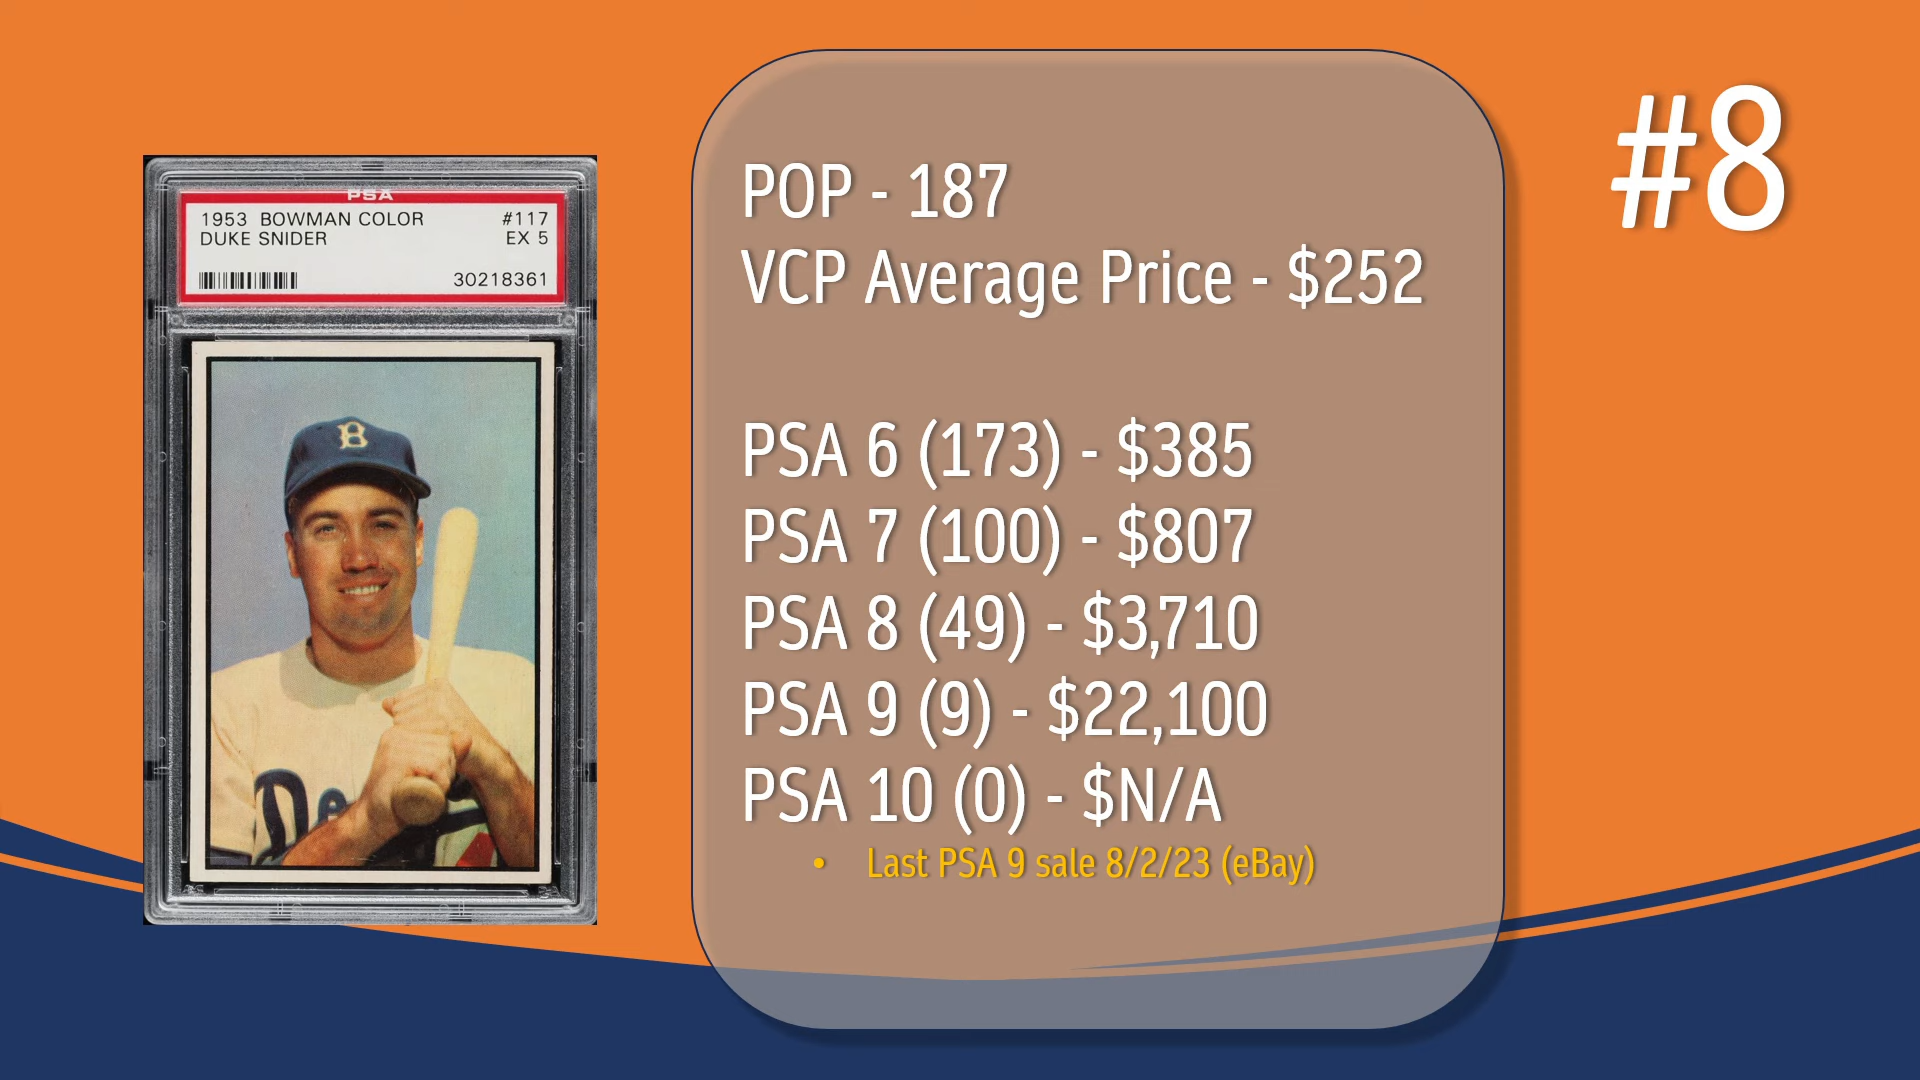 #8
PSA
1953 BOWMAN COLOR #117
DUKE SNIDER EX 5
30218361
B
De
POP - 187
VCP Average Price - $252
PSA 6 (173) - $385
PSA 7 (100) - $807
PSA 8 (49) - $3,710
PSA 9 (9) - $22,100
PSA 10 (0) - $N/A
• Last PSA 9 sale 8/2/23 (eBay)